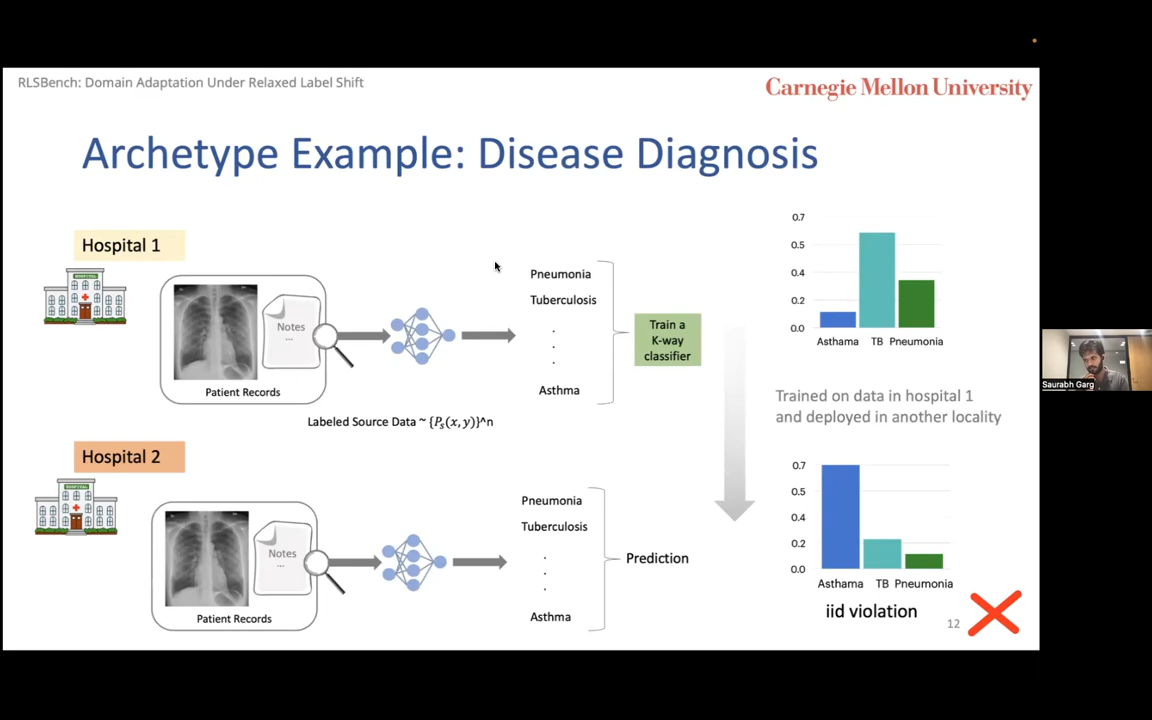 RLSBench: Domain Adaptation Under Relaxed Label Shift
Carnegie Mellon University
Archetype Example: Disease Diagnosis
Hospital 1
HOSPITAL
Notes
...
Patient Records
Pneumonia
Tuberculosis
.
.
.
Asthma
Train a
K-way
classifier
Labeled Source Data ~ {Pₛ(x, y)}^n
0.7
0.5
0.4
0.2
0.0
Asthama TB Pneumonia
Trained on data in hospital 1
and deployed in another locality
Saurabh Garg
Hospital 2
HOSPITAL
Notes
...
Patient Records
Pneumonia
Tuberculosis
.
.
.
Asthma
Prediction
0.7
0.5
0.4
0.2
0.0
Asthama TB Pneumonia
iid violation
12